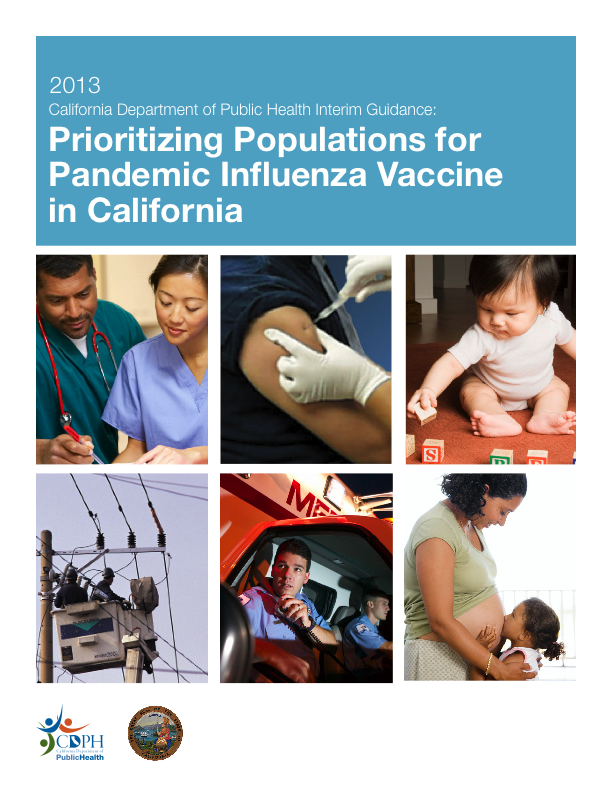 2013
California Department of Public Health Interim Guidance:
Prioritizing Populations for
Pandemic Influenza Vaccine
in California
S
CDPH
California Department of
PublicHealth